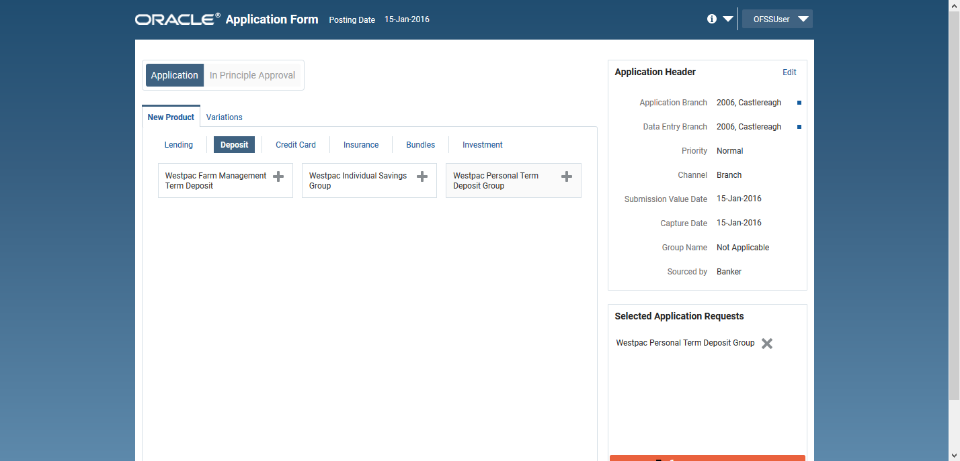 ORACLE® Application Form Posting Date 15-Jan-2016
OFSSUser
Application In Principle Approval
New Product Variations
Lending Deposit Credit Card Insurance Bundles Investment
Westpac Farm Management
Term Deposit
Westpac Individual Savings
Group
Westpac Personal Term
Deposit Group
Application Header Edit
Application Branch 2006, Castlereagh
Data Entry Branch 2006, Castlereagh
Priority Normal
Channel Branch
Submission Value Date 15-Jan-2016
Capture Date 15-Jan-2016
Group Name Not Applicable
Sourced by Banker
Selected Application Requests
Westpac Personal Term Deposit Group